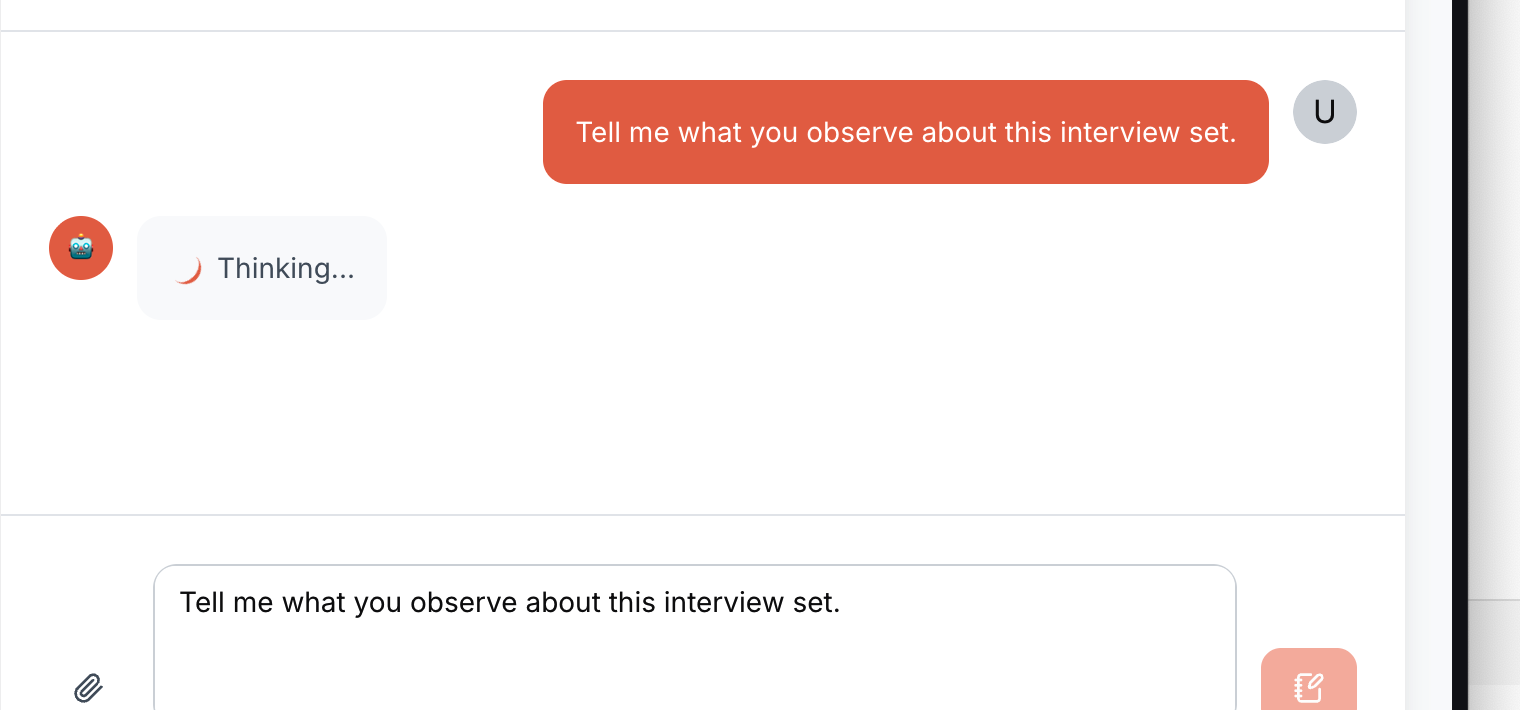 Tell me what you observe about this interview set.
U
Thinking...
Tell me what you observe about this interview set.